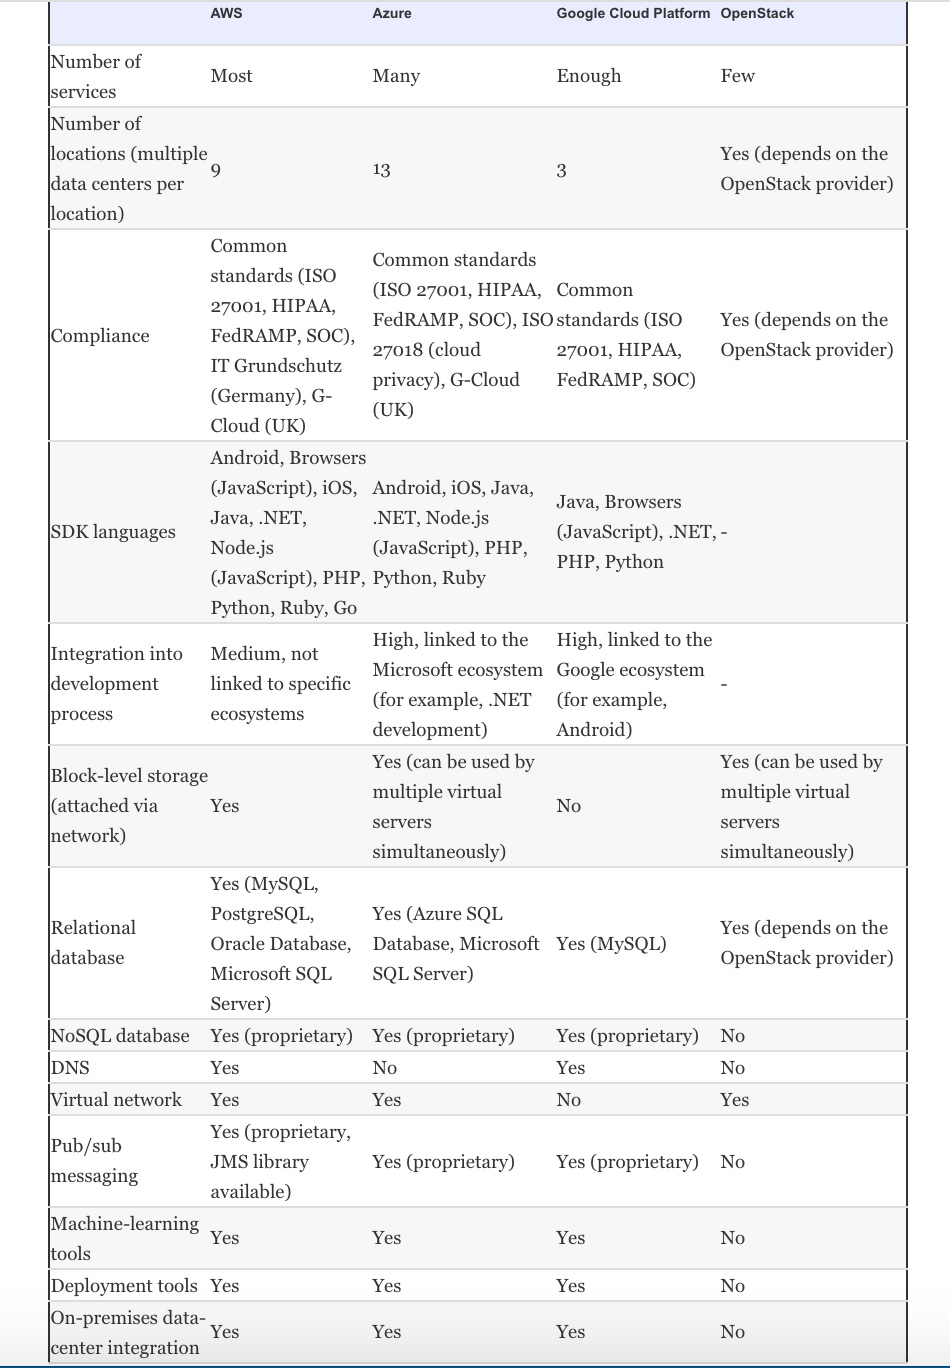 AWS Azure Google Cloud Platform OpenStack
Number of
services
Most
Many
Enough
Few
Number of
locations (multiple
data centers per
location)
9
13
3
Yes (depends on the
OpenStack provider)
Compliance
Common
standards (ISO
27001, HIPAA,
FedRAMP, SOC),
IT Grundschutz
(Germany), G-
Cloud (UK)
Common standards
(ISO 27001, HIPAA,
FedRAMP, SOC), ISO
27018 (cloud
privacy), G-Cloud
(UK)
Common
standards (ISO
27001, HIPAA,
FedRAMP, SOC)
Yes (depends on the
OpenStack provider)
SDK languages
Android, Browsers
(JavaScript), iOS,
Java, .NET,
Node.js
(JavaScript), PHP,
Python, Ruby, Go
Android, iOS, Java,
.NET, Node.js
(JavaScript), PHP,
Python, Ruby
Java, Browsers
(JavaScript), .NET,
PHP, Python
-
Integration into
development
process
Medium, not
linked to specific
ecosystems
High, linked to the
Microsoft ecosystem
(for example, .NET
development)
High, linked to the
Google ecosystem
(for example,
Android)
-
Block-level storage
(attached via
network)
Yes
Yes (can be used by
multiple virtual
servers
simultaneously)
No
Yes (can be used by
multiple virtual
servers
simultaneously)
Relational
database
Yes (MySQL,
PostgreSQL,
Oracle Database,
Microsoft SQL
Server)
Yes (Azure SQL
Database, Microsoft
SQL Server)
Yes (MySQL)
Yes (depends on the
OpenStack provider)
NoSQL database Yes (proprietary) Yes (proprietary) Yes (proprietary) No
DNS Yes No Yes No
Virtual network Yes Yes No Yes
Pub/sub
messaging
Yes (proprietary,
JMS library
available)
Yes (proprietary)
Yes (proprietary)
No
Machine-learning
tools
Yes
Yes
Yes
No
Deployment tools Yes Yes Yes No
On-premises data-
center integration
Yes
Yes
Yes
No